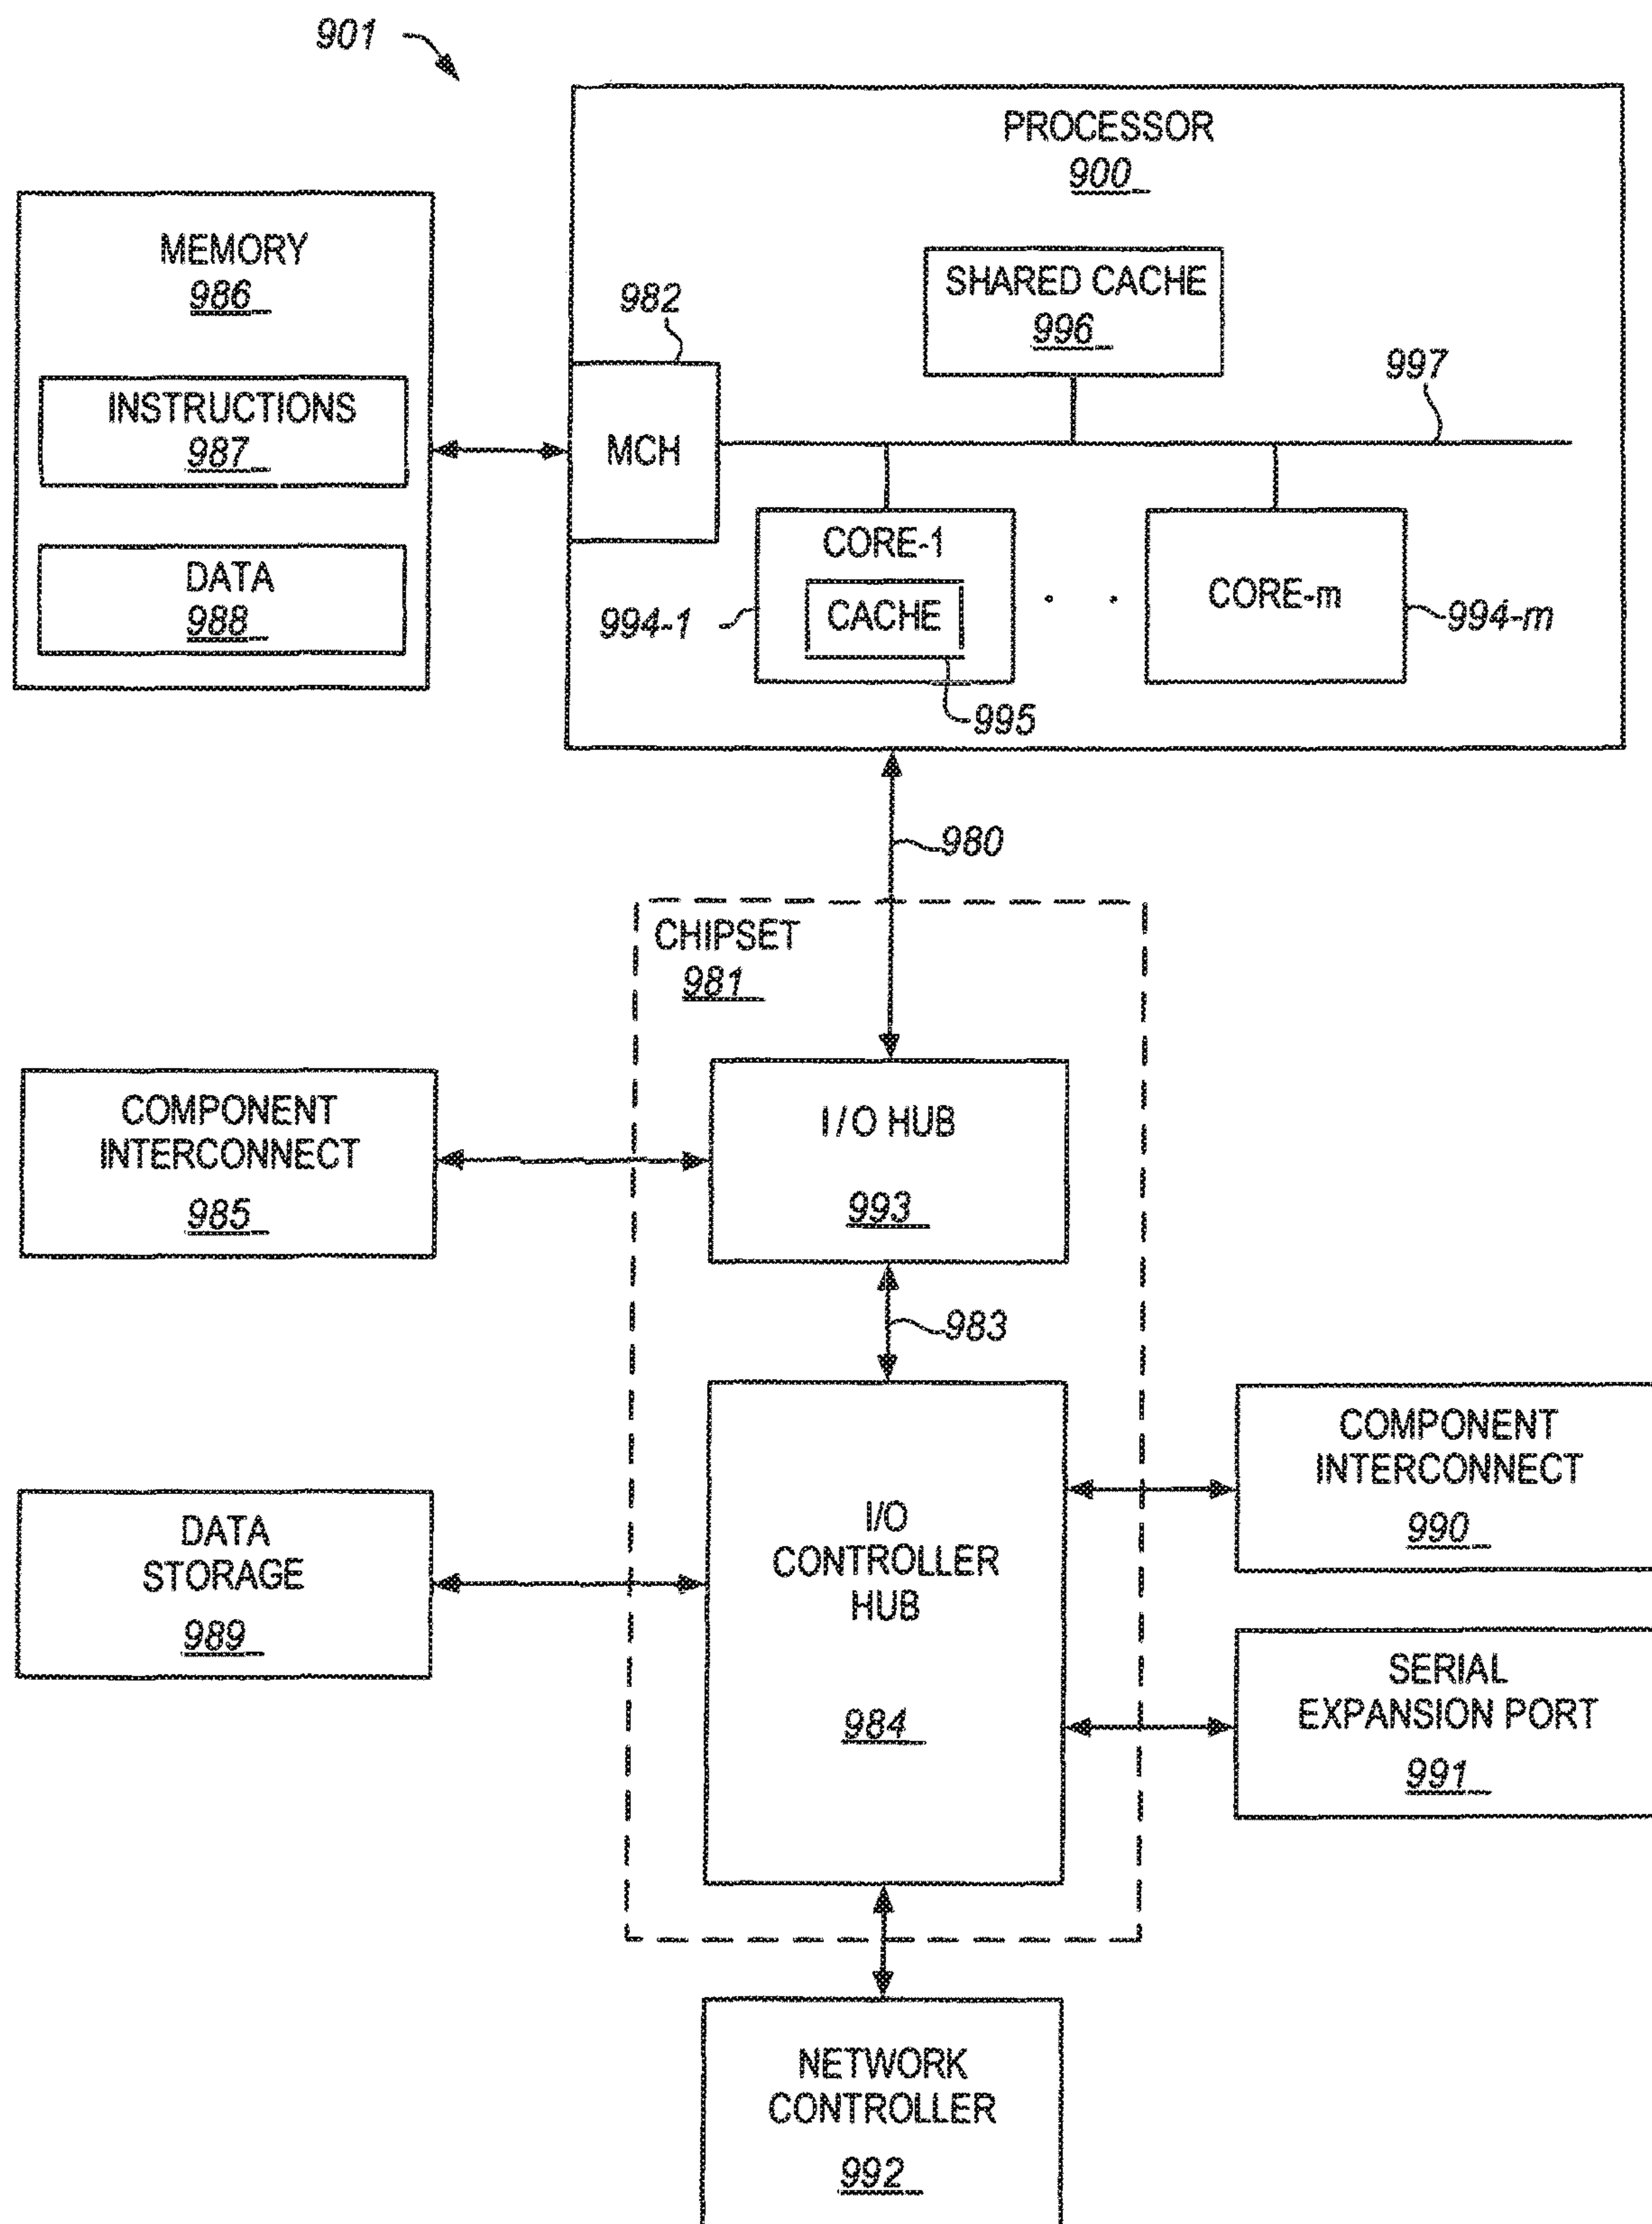 901
PROCESSOR
900
MEMORY
986
INSTRUCTIONS
987
DATA
988
982
MCH
SHARED CACHE
996
997
CORE-1
CACHE
994-1
995
CORE-m
994-m
980
CHIPSET
981
I/O HUB
993
COMPONENT
INTERCONNECT
985
983
I/O
CONTROLLER
HUB
984
DATA
STORAGE
989
COMPONENT
INTERCONNECT
990
SERIAL
EXPANSION PORT
991
NETWORK
CONTROLLER
992